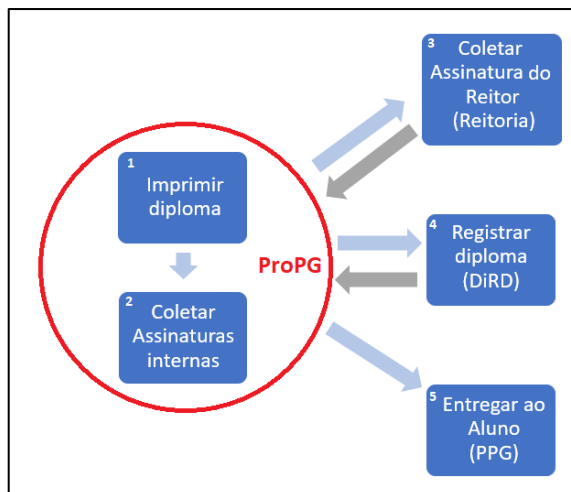 1
Imprimir
diploma
ProPG
2
Coletar
Assinaturas
internas
3
Coletar
Assinatura do
Reitor
(Reitoria)
4
Registrar
diploma
(DiRD)
5
Entregar ao
Aluno
(PPG)